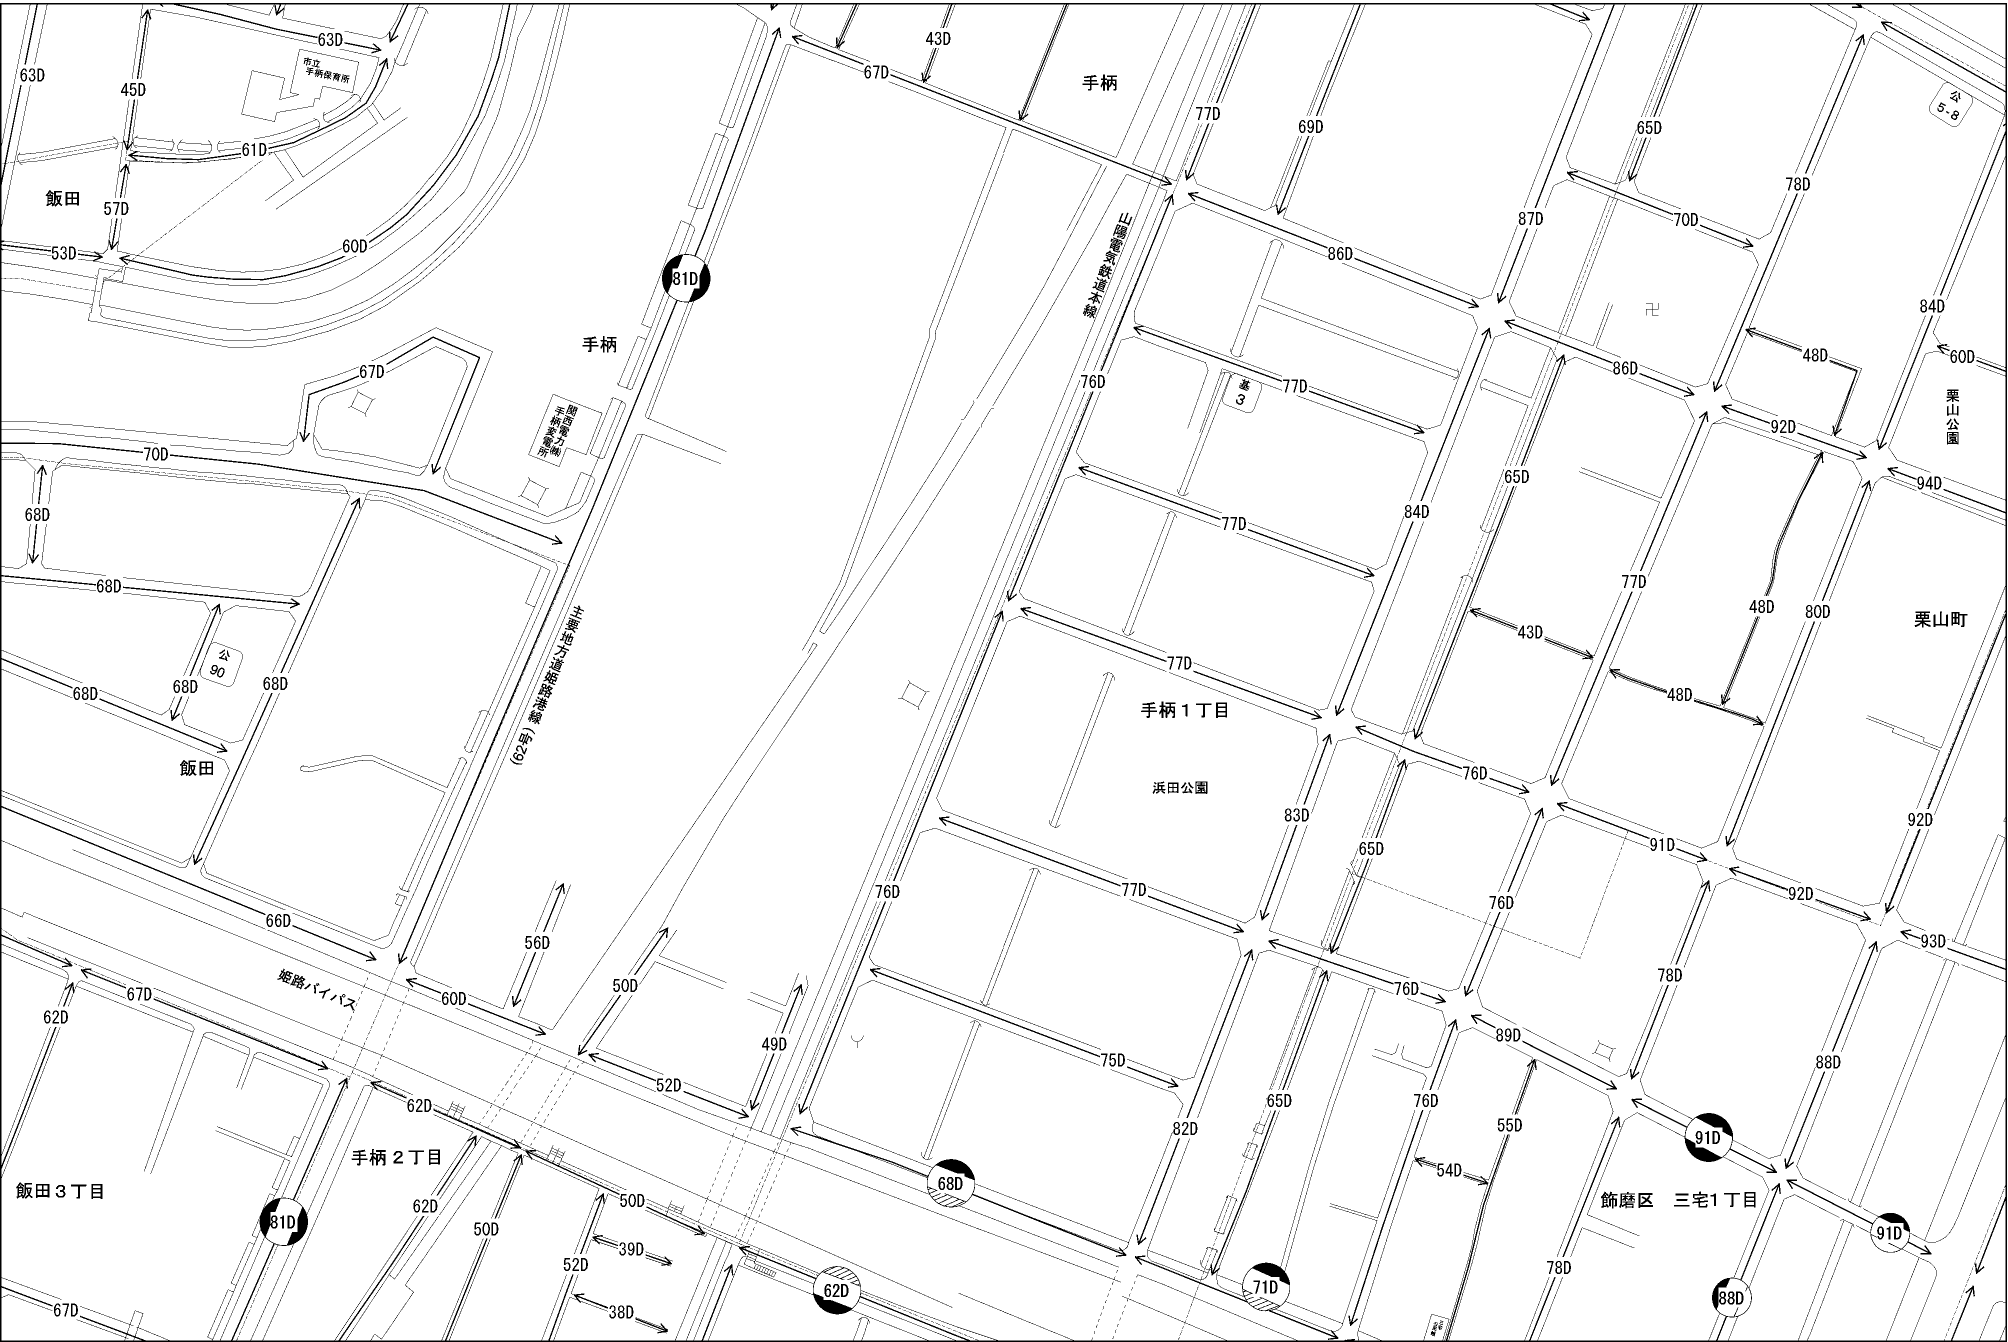 63D
63D
45D
市立
手柄保育所
61D
飯田
57D
53D
60D
81D
手柄
67D
関西電力㈱
手柄変電所
70D
43D
67D
手柄
77D
69D
65D
公
5-8
78D
70D
87D
86D
山陽電気鉄道本線
84D
60D
48D
86D
76D
77D
基
3
92D
栗山公園
94D
65D
84D
77D
68D
68D
公
90
68D
68D
68D
飯田
主要地方道姫路港線
(62号)
77D
手柄1丁目
浜田公園
43D
77D
48D
80D
48D
栗山町
76D
83D
65D
91D
92D
92D
93D
76D
77D
76D
66D
56D
50D
60D
姫路バイパス
67D
62D
49D
52D
75D
76D
89D
78D
88D
65D
76D
55D
82D
54D
91D
62D
手柄2丁目
飯田3丁目
81D
62D
50D
50D
39D
52D
38D
67D
68D
62D
71D
飾磨区 三宅1丁目
78D
91D
88D